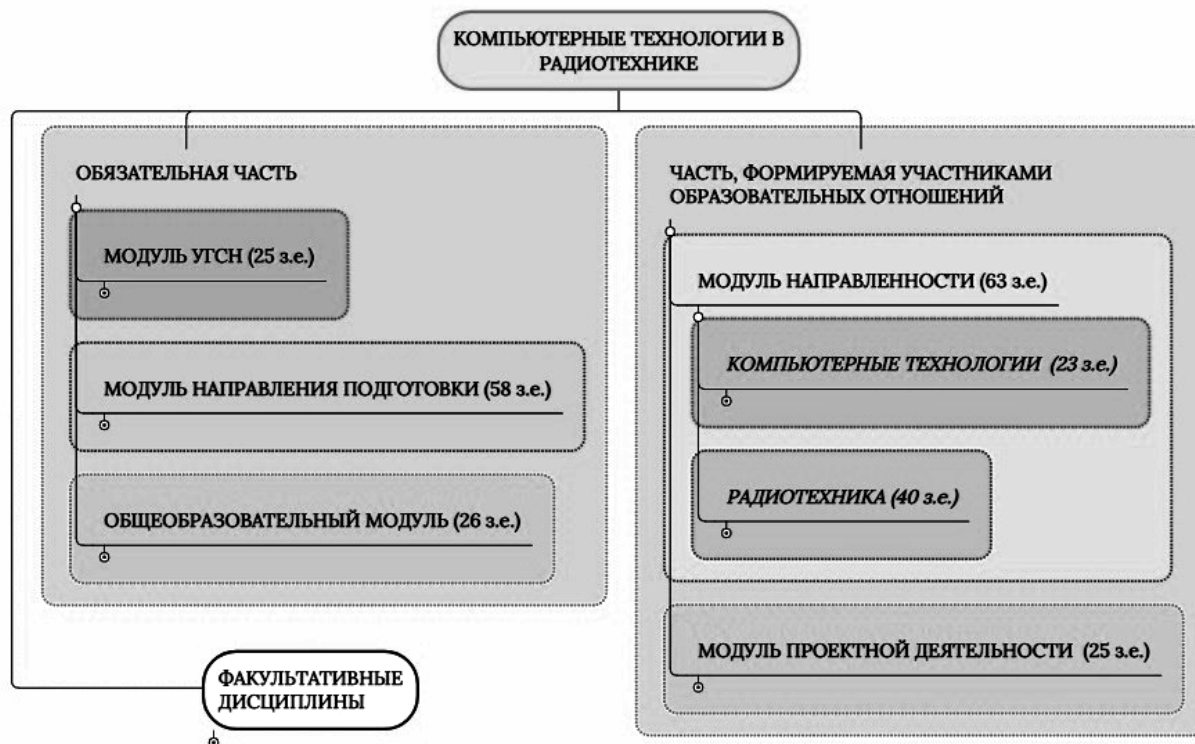 КОМПЬЮТЕРНЫЕ ТЕХНОЛОГИИ В
РАДИОТЕХНИКЕ
ОБЯЗАТЕЛЬНАЯ ЧАСТЬ
МОДУЛЬ УГСН (25 з.е.)
МОДУЛЬ НАПРАВЛЕНИЯ ПОДГОТОВКИ (58 з.е.)
ОБЩЕОБРАЗОВАТЕЛЬНЫЙ МОДУЛЬ (26 з.е.)
ФАКУЛЬТАТИВНЫЕ
ДИСЦИПЛИНЫ
ЧАСТЬ, ФОРМИРУЕМАЯ УЧАСТНИКАМИ
ОБРАЗОВАТЕЛЬНЫХ ОТНОШЕНИЙ
МОДУЛЬ НАПРАВЛЕННОСТИ (63 з.е.)
КОМПЬЮТЕРНЫЕ ТЕХНОЛОГИИ (23 з.е.)
РАДИОТЕХНИКА (40 з.е.)
МОДУЛЬ ПРОЕКТНОЙ ДЕЯТЕЛЬНОСТИ (25 з.е.)